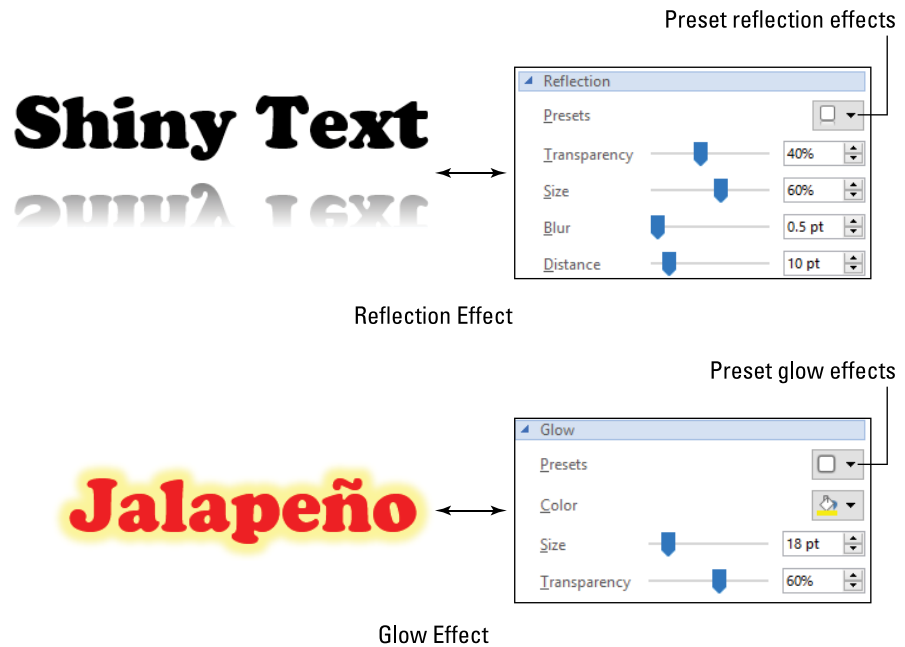 Preset reflection effects
Reflection
Shiny Text
Presets
Transparency 40%
Size 60%
Blur 0.5 pt
Distance 10 pt
Reflection Effect
Preset glow effects
Glow
Presets
Jalapeño
Color
Size 18 pt
Transparency 60%
Glow Effect